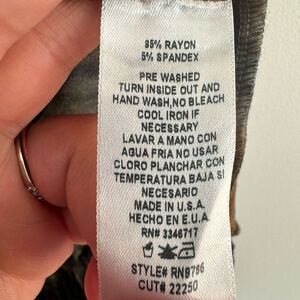 95% RAYON
5% SPANDEX
PRE WASHED
TURN INSIDE OUT AND
HAND WASH,NO BLEACH
COOL IRON IF
NECESSARY
LAVAR A MANO CON
AGUA FRIA NO USAR
CLORO PLANCHAR CON
TEMPERATURA BAJA SI
NECESARIO
MADE IN U.S.A.
HECHO EN E.U.A.
RN# 3346717
STYLE# RN9796
CUT# 22250